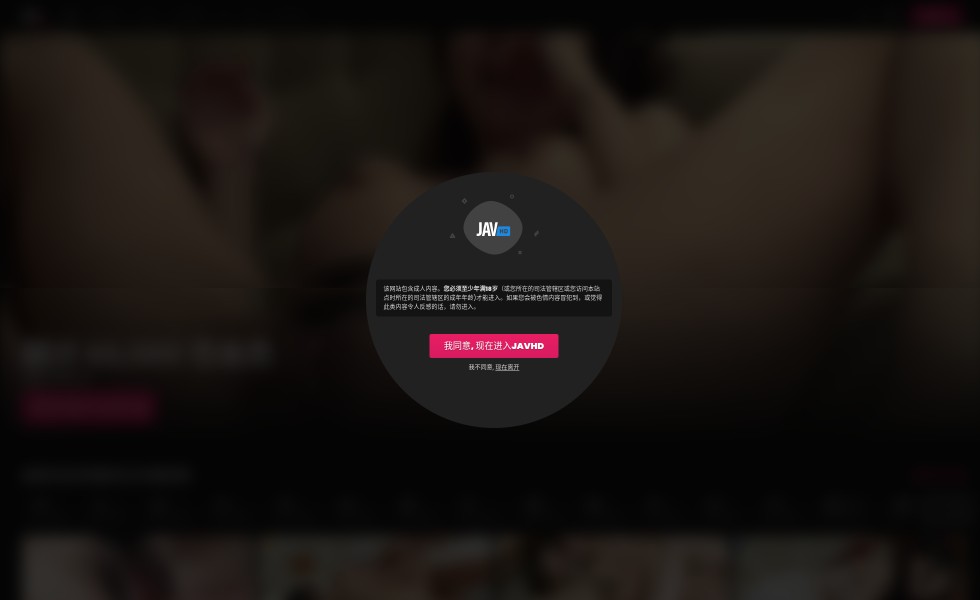 JAV HD
该网站包含成人内容。您必须至少年满18岁（或您所在的司法管辖区或您访问本站
点时所在的司法管辖区的成年年龄)才能进入。如果您会被色情内容冒犯到，或觉得
此类内容令人反感的话，请勿进入。
我同意, 现在进入JAVHD
我不同意, 现在离开